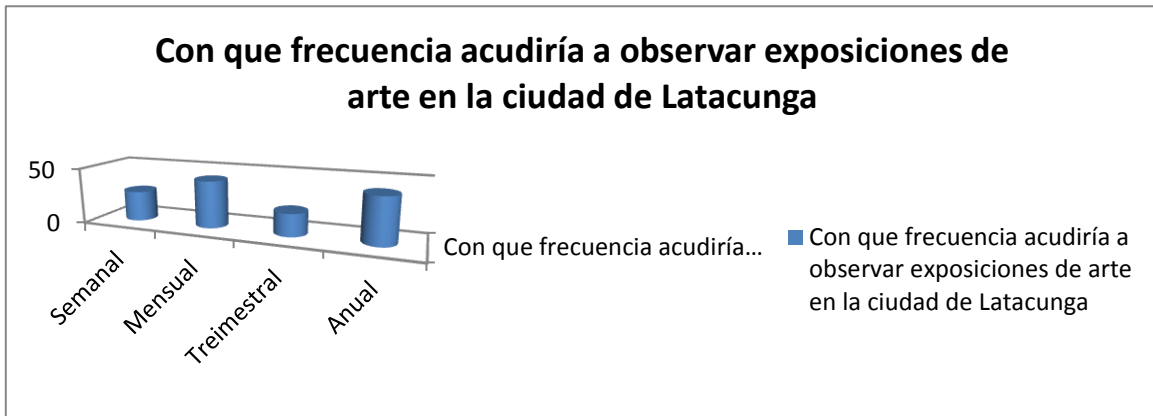 Con que frecuencia acudiría a observar exposiciones de
arte en la ciudad de Latacunga
50
0
Semanal
Mensual
Treimestral
Anual
Con que frecuencia acudiría...
Con que frecuencia acudiría a
observar exposiciones de arte
en la ciudad de Latacunga